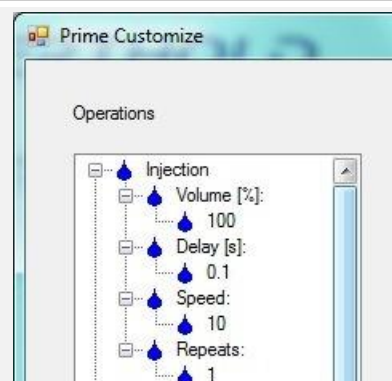 Prime Customize
Operations
Injection
Volume [%]:
100
Delay [s]:
0.1
Speed:
10
Repeats:
1